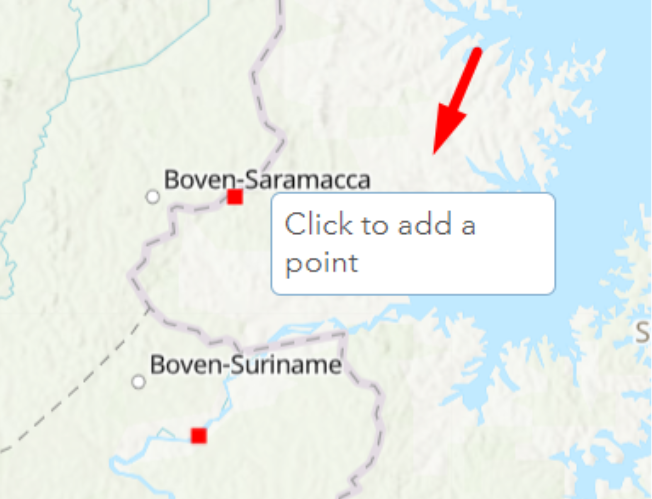 Boven-Saramacca
Click to add a
point
S
Boven-Suriname